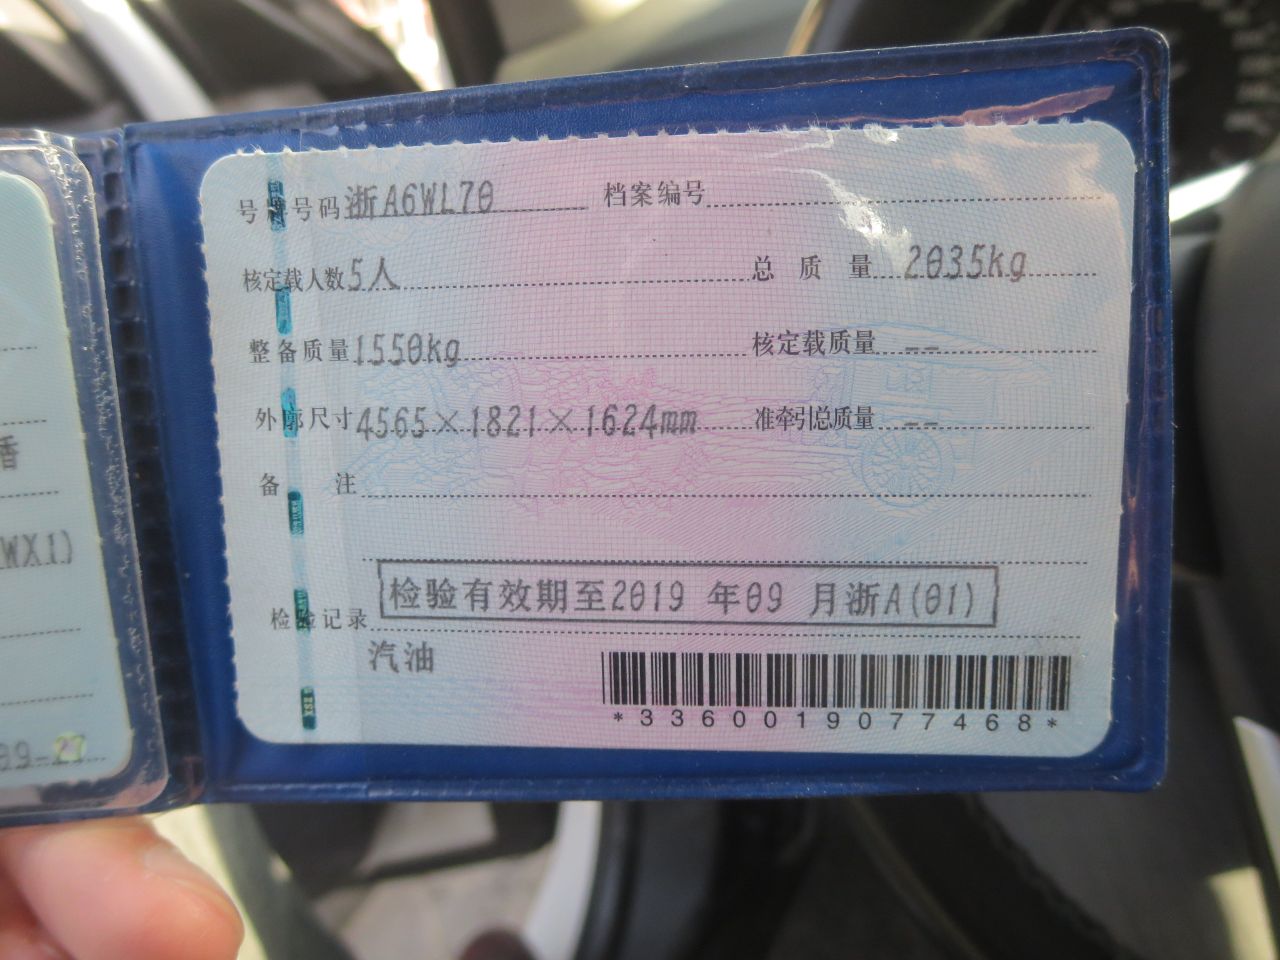 号牌号码 浙A6WL70 档案编号
核定载人数 5人 总质量 2035kg
整备质量 1550kg 核定载质量 --
外廓尺寸 4565×1821×1624mm 准牵引总质量 --
备注
检验有效期至2019 年09 月浙A(01)
检验记录
汽油
*3360019077468*
香
WX1)
09-27